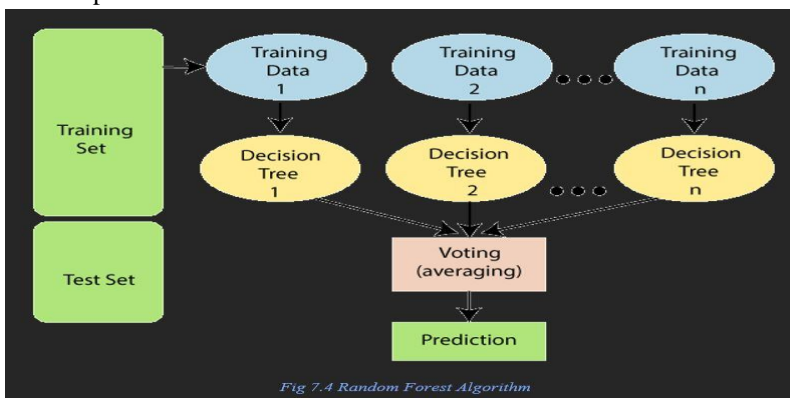 Training
Data
1
Training
Data
2
Training
Data
n
Training
Set
Decision
Tree
1
Decision
Tree
2
Decision
Tree
n
Test Set
Voting
(averaging)
Prediction
Fig 7.4 Random Forest Algorithm